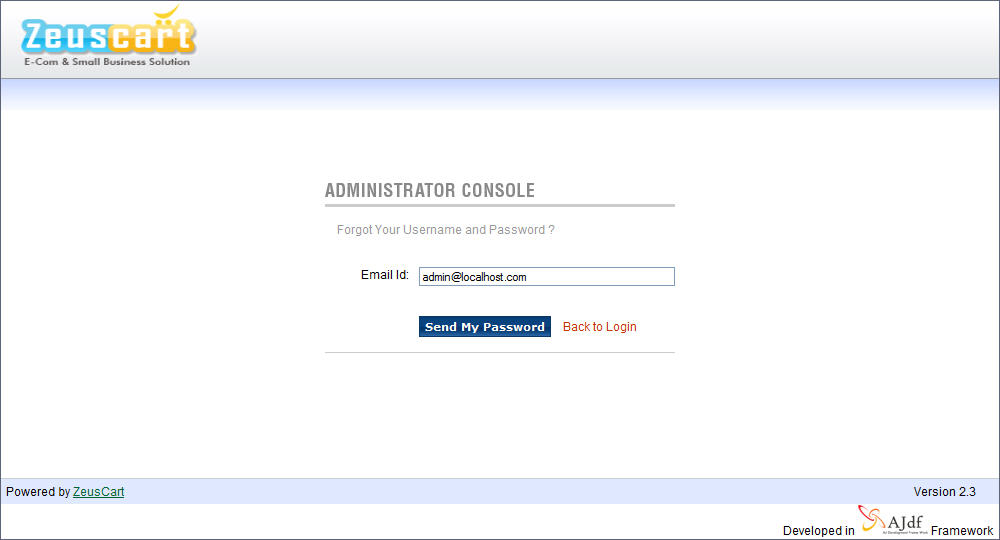 Zeuscart
E-Com & Small Business Solution
ADMINISTRATOR CONSOLE
Forgot Your Username and Password ?
Email Id: admin@localhost.com
Send My Password Back to Login
Powered by ZeusCart Version 2.3
Developed in AJdf Framework